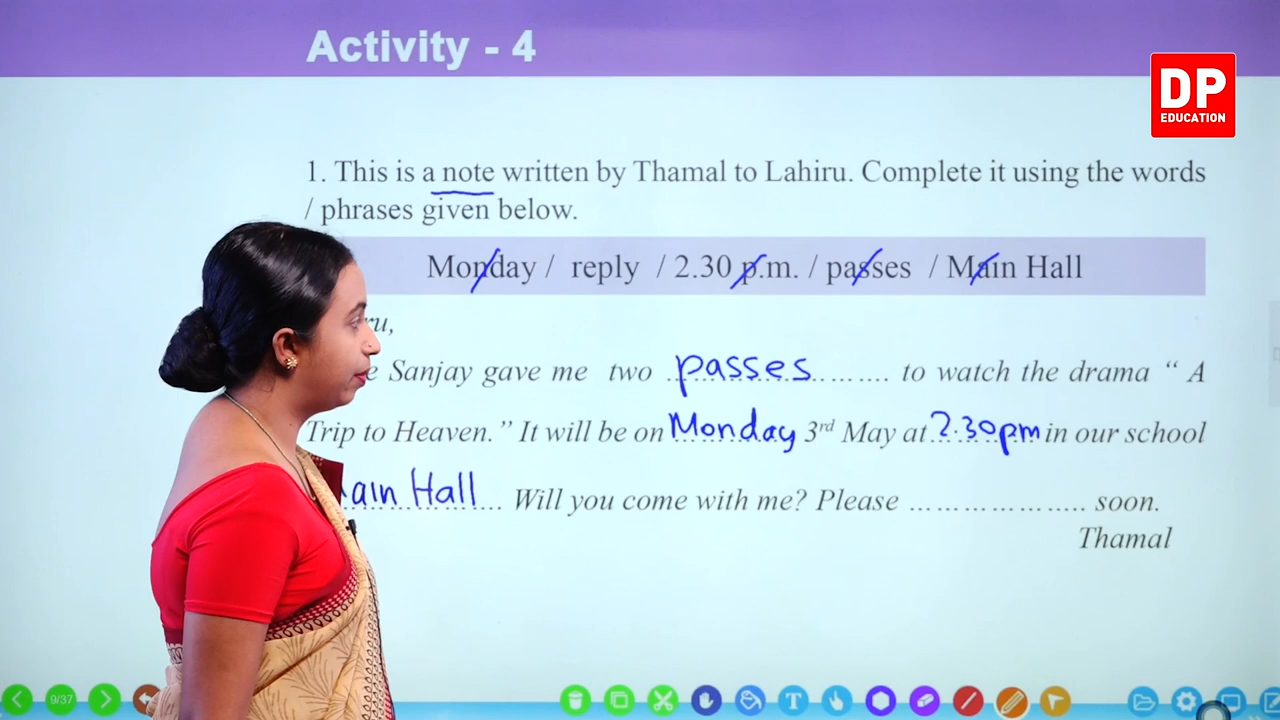 Activity - 4
DP
EDUCATION
1. This is a note written by Thamal to Lahiru. Complete it using the words
/ phrases given below.
Monday / reply / 2.30 p.m. / passes / Main Hall
Sanjay gave me two passes ........ to watch the drama “ A
Trip to Heaven.” It will be on Monday 3rd May at 2.30pm in our school
Hall ... Will you come with me? Please ………………….. soon.
Thamal
9/37